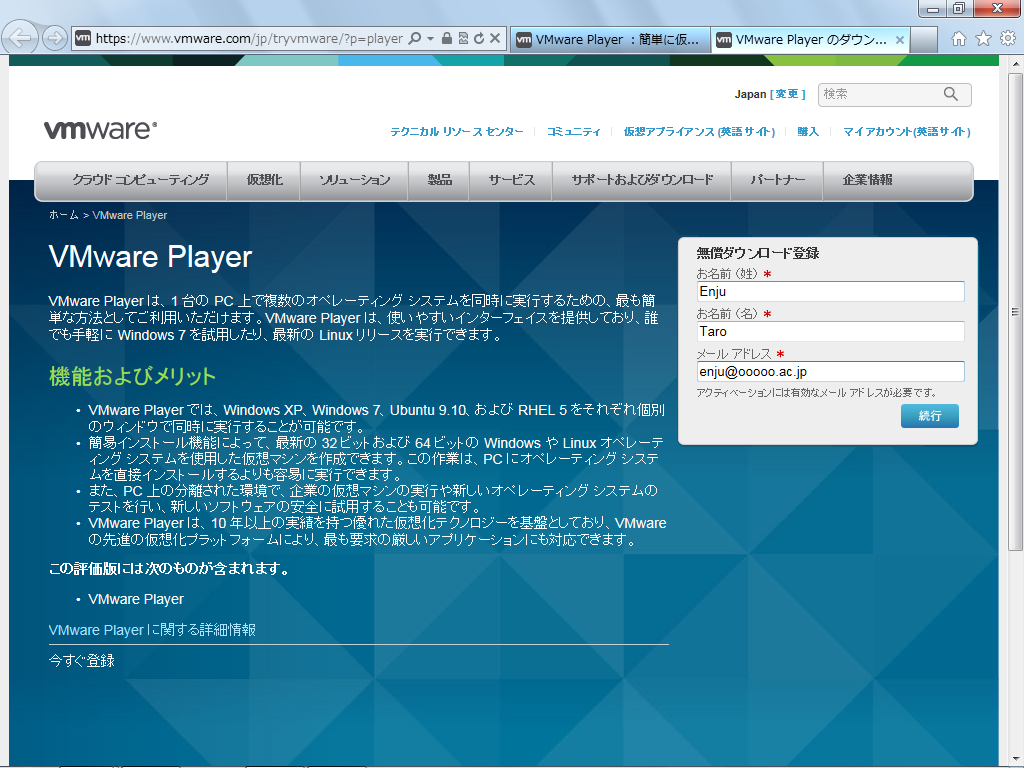 https://www.vmware.com/jp/tryvmware/?p=player
VMware Player ：簡単に仮...
VMware Player のダウン...
Japan [ 変更 ]
検索
vmware
テクニカル リソース センター
コミュニティ
仮想アプライアンス (英語サイト)
購入
マイアカウント(英語サイト)
クラウド コンピューティング
仮想化
ソリューション
製品
サービス
サポートおよびダウンロード
パートナー
企業情報
ホーム > VMware Player
VMware Player
VMware Player は、1 台の PC 上で複数のオペレーティング システムを同時に実行するための、最も簡
単な方法としてご利用いただけます。VMware Player は、使いやすいインターフェイスを提供しており、誰
でも手軽に Windows 7 を試用したり、最新の Linux リリースを実行できます。
機能およびメリット
• VMware Player では、Windows XP、Windows 7、Ubuntu 9.10、および RHEL 5 をそれぞれ個別
のウィンドウで同時に実行することが可能です。
• 簡易インストール機能によって、最新の 32 ビットおよび 64 ビットの Windows や Linux オペレーテ
ィング システムを使用した仮想マシンを作成できます。この作業は、PC にオペレーティング システ
ムを直接インストールするよりも容易に実行できます。
• また、PC 上の分離された環境で、企業の仮想マシンの実行や新しいオペレーティング システムの
テストを行い、新しいソフトウェアの安全に試用することも可能です。
• VMware Player は、10 年以上の実績を持つ優れた仮想化テクノロジーを基盤としており、VMware
の先進の仮想化プラットフォームにより、最も要求の厳しいアプリケーションにも対応できます。
この評価版には次のものが含まれます。
• VMware Player
VMware Player に関する詳細情報
今すぐ登録
無償ダウンロード登録
お名前（姓） *
Enju
お名前（名） *
Taro
メール アドレス *
enju@ooooo.ac.jp
アクティベーションには有効なメール アドレスが必要です。
続行